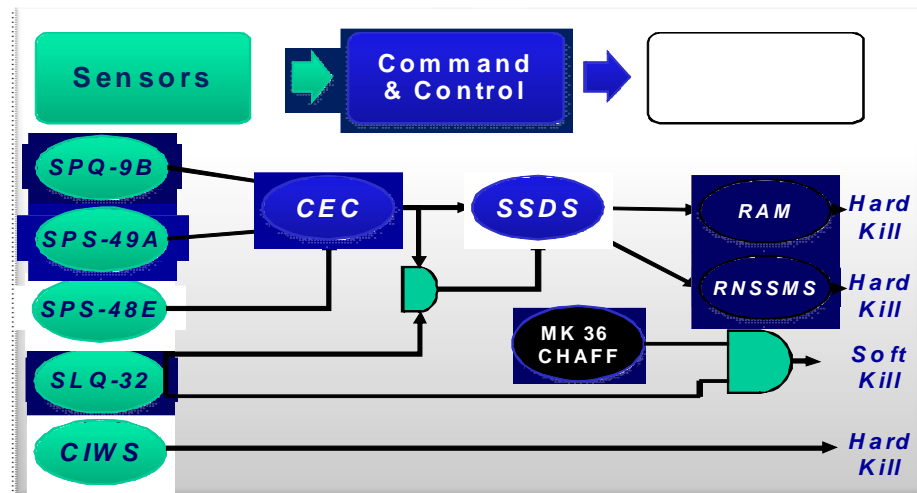 Sensors
Command
& Control
SPQ-9B
SPS-49A
SPS-48E
SLQ-32
CIWS
CEC
SSDS
MK 36
CHAFF
RAM
RNSSMS
Hard
Kill
Hard
Kill
Soft
Kill
Hard
Kill